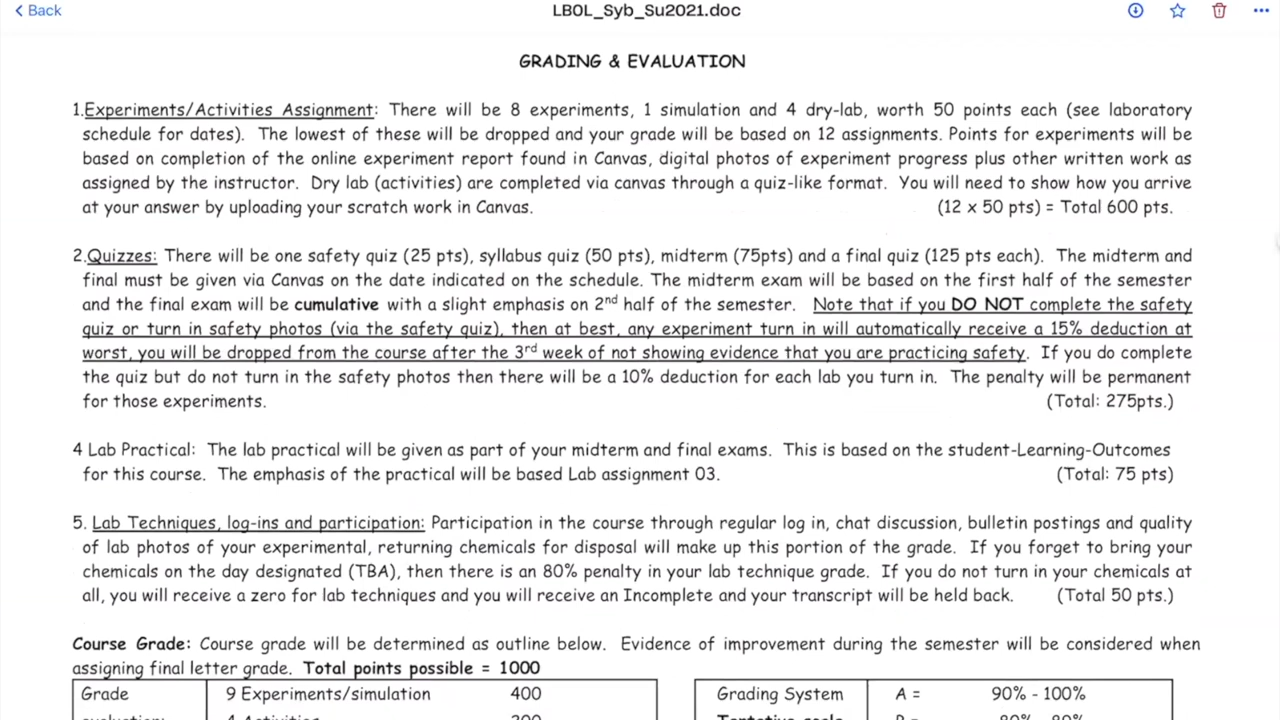 Back
LBOL_Syb_Su2021.doc
GRADING & EVALUATION
1.Experiments/Activities Assignment: There will be 8 experiments, 1 simulation and 4 dry-lab, worth 50 points each (see laboratory
schedule for dates). The lowest of these will be dropped and your grade will be based on 12 assignments. Points for experiments will be
based on completion of the online experiment report found in Canvas, digital photos of experiment progress plus other written work as
assigned by the instructor. Dry lab (activities) are completed via canvas through a quiz-like format. You will need to show how you arrive
at your answer by uploading your scratch work in Canvas. (12 x 50 pts) = Total 600 pts.
2.Quizzes: There will be one safety quiz (25 pts), syllabus quiz (50 pts), midterm (75pts) and a final quiz (125 pts each). The midterm and
final must be given via Canvas on the date indicated on the schedule. The midterm exam will be based on the first half of the semester
and the final exam will be cumulative with a slight emphasis on 2nd half of the semester. Note that if you DO NOT complete the safety
quiz or turn in safety photos (via the safety quiz), then at best, any experiment turn in will automatically receive a 15% deduction at
worst, you will be dropped from the course after the 3rd week of not showing evidence that you are practicing safety. If you do complete
the quiz but do not turn in the safety photos then there will be a 10% deduction for each lab you turn in. The penalty will be permanent
for those experiments. (Total: 275pts.)
4 Lab Practical: The lab practical will be given as part of your midterm and final exams. This is based on the student-Learning-Outcomes
for this course. The emphasis of the practical will be based Lab assignment 03. (Total: 75 pts)
5. Lab Techniques, log-ins and participation: Participation in the course through regular log in, chat discussion, bulletin postings and quality
of lab photos of your experimental, returning chemicals for disposal will make up this portion of the grade. If you forget to bring your
chemicals on the day designated (TBA), then there is an 80% penalty in your lab technique grade. If you do not turn in your chemicals at
all, you will receive a zero for lab techniques and you will receive an Incomplete and your transcript will be held back. (Total 50 pts.)
Course Grade: Course grade will be determined as outline below. Evidence of improvement during the semester will be considered when
assigning final letter grade. Total points possible = 1000
Grade 9 Experiments/simulation 400 Grading System A = 90% - 100%